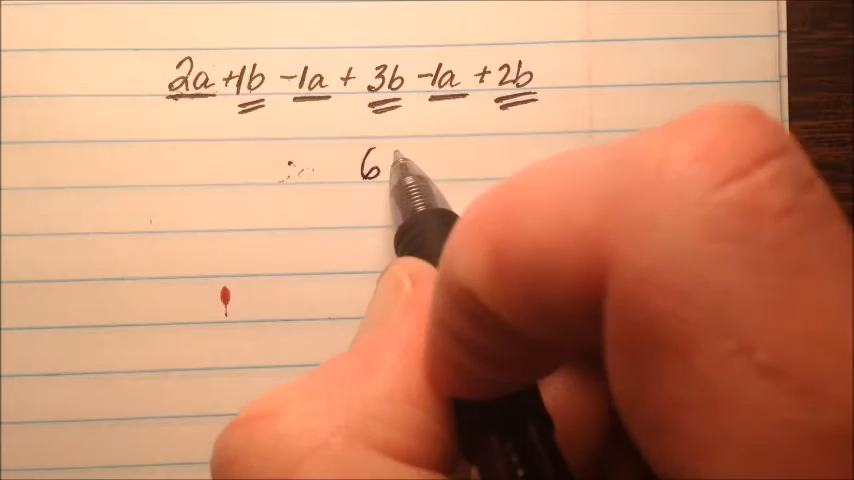 2a +1b -1a + 3b -1a + 2b
6